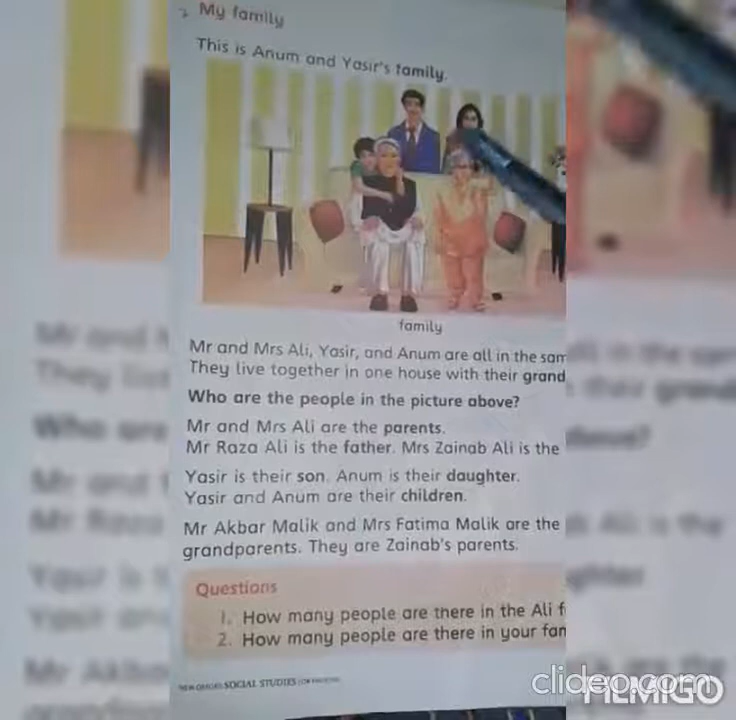 My family
This is Anum and Yasir's family.
family
Mr and Mrs Ali, Yasir, and Anum are all in the sam
They live together in one house with their grand
Who are the people in the picture above?
Mr and Mrs Ali are the parents.
Mr Raza Ali is the father. Mrs Zainab Ali is the
Yasir is their son. Anum is their daughter.
Yasir and Anum are their children.
Mr Akbar Malik and Mrs Fatima Malik are the
grandparents. They are Zainab's parents.
Questions
1. How many people are there in the Ali f
2. How many people are there in your fam
NEW OXFORD SOCIAL STUDIES FOR PAKISTAN
clideo.com
FILMIGO